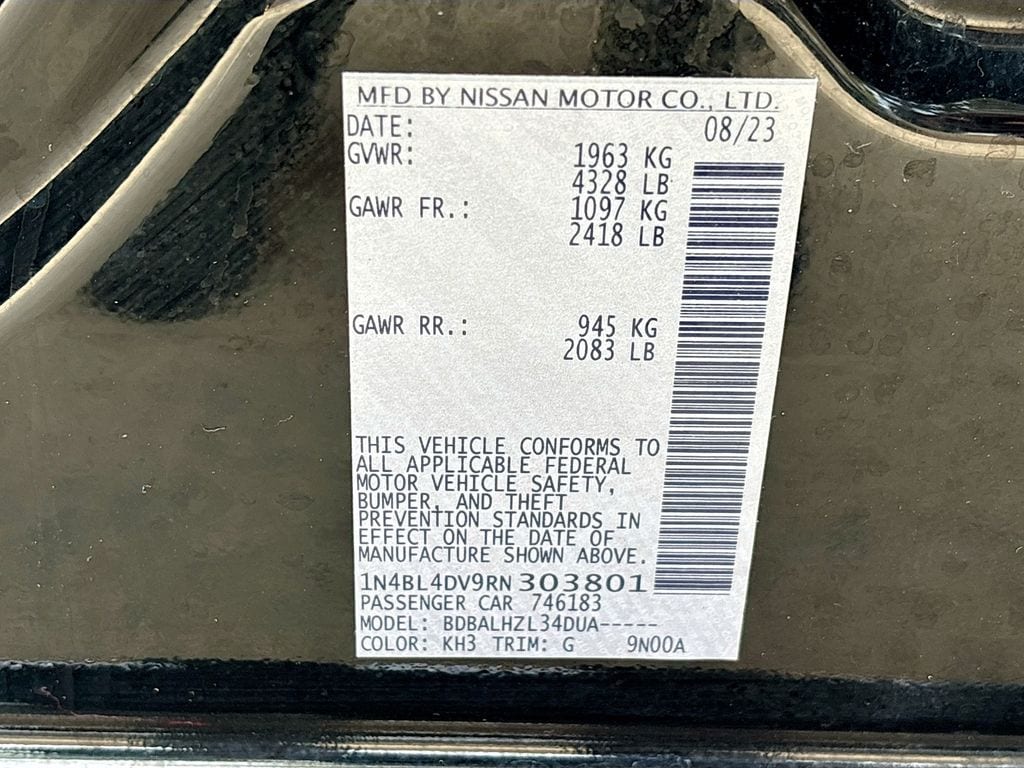 MFD BY NISSAN MOTOR CO., LTD.
DATE: 08/23
GVWR: 1963 KG
4328 LB
GAWR FR.: 1097 KG
2418 LB
GAWR RR.: 945 KG
2083 LB
THIS VEHICLE CONFORMS TO
ALL APPLICABLE FEDERAL
MOTOR VEHICLE SAFETY,
BUMPER, AND THEFT
PREVENTION STANDARDS IN
EFFECT ON THE DATE OF
MANUFACTURE SHOWN ABOVE.
1N4BL4DV9RN303801
PASSENGER CAR 746183
MODEL: BDBALHZL34DUA-----
COLOR: KH3 TRIM: G 9N00A